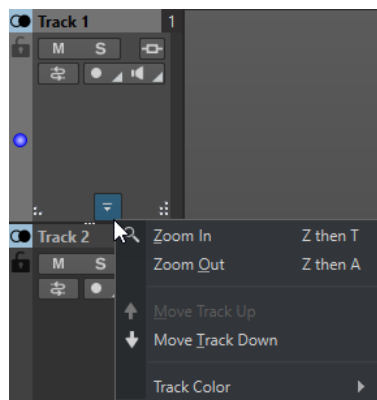 Track 1 1
M S
Track 2
M S
Zoom In Z then T
Zoom Out Z then A
Move Track Up
Move Track Down
Track Color